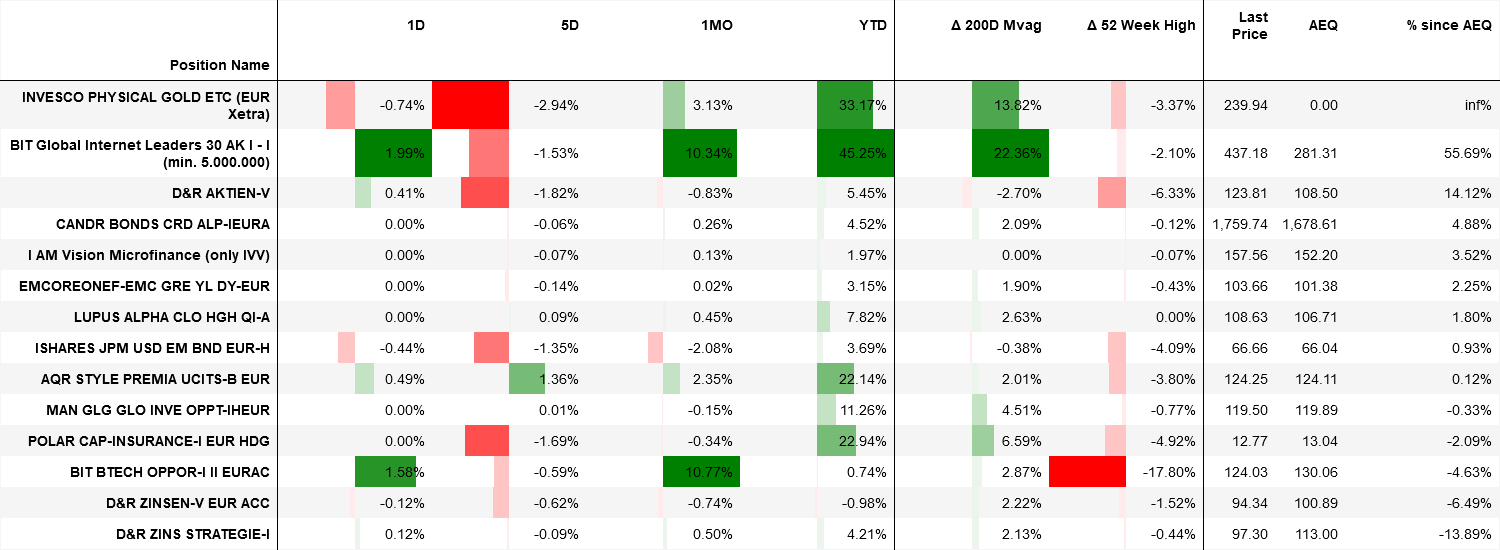 Position Name 1D 5D 1MO YTD Δ 200D Mvag Δ 52 Week High Last Price AEQ % since AEQ
INVESCO PHYSICAL GOLD ETC (EUR Xetra) -0.74% -2.94% 3.13% 33.17% 13.82% -3.37% 239.94 0.00 inf%
BIT Global Internet Leaders 30 AK I - I (min. 5.000.000) 1.99% -1.53% 10.34% 45.25% 22.36% -2.10% 437.18 281.31 55.69%
D&R AKTIEN-V 0.41% -1.82% -0.83% 5.45% -2.70% -6.33% 123.81 108.50 14.12%
CANDR BONDS CRD ALP-IEURA 0.00% -0.06% 0.26% 4.52% 2.09% -0.12% 1,759.74 1,678.61 4.88%
I AM Vision Microfinance (only IVV) 0.00% -0.07% 0.13% 1.97% 0.00% -0.07% 157.56 152.20 3.52%
EMCOREONEF-EMC GRE YL DY-EUR 0.00% -0.14% 0.02% 3.15% 1.90% -0.43% 103.66 101.38 2.25%
LUPUS ALPHA CLO HGH QI-A 0.00% 0.09% 0.45% 7.82% 2.63% 0.00% 108.63 106.71 1.80%
ISHARES JPM USD EM BND EUR-H -0.44% -1.35% -2.08% 3.69% -0.38% -4.09% 66.66 66.04 0.93%
AQR STYLE PREMIA UCITS-B EUR 0.49% 1.36% 2.35% 22.14% 2.01% -3.80% 124.25 124.11 0.12%
MAN GLG GLO INVE OPPT-IHEUR 0.00% 0.01% -0.15% 11.26% 4.51% -0.77% 119.50 119.89 -0.33%
POLAR CAP-INSURANCE-I EUR HDG 0.00% -1.69% -0.34% 22.94% 6.59% -4.92% 12.77 13.04 -2.09%
BIT BTECH OPPOR-I II EURAC 1.58% -0.59% 10.77% 0.74% 2.87% -17.80% 124.03 130.06 -4.63%
D&R ZINSEN-V EUR ACC -0.12% -0.62% -0.74% -0.98% 2.22% -1.52% 94.34 100.89 -6.49%
D&R ZINS STRATEGIE-I 0.12% -0.09% 0.50% 4.21% 2.13% -0.44% 97.30 113.00 -13.89%